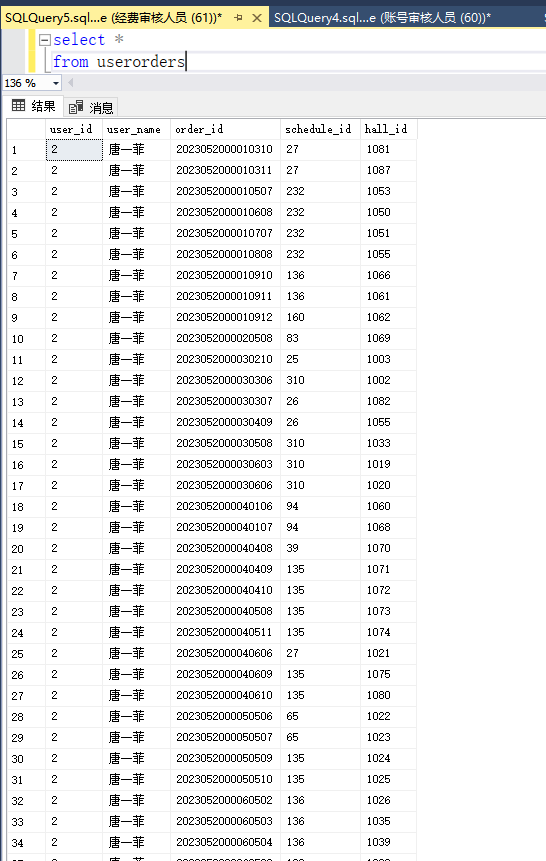 SQLQuery5.sql...e (经费审核人员 (61))* SQLQuery4.sql...e (账号审核人员 (60))*
select *
from userorders
136 %
结果 消息
user_id user_name order_id schedule_id hall_id
1 2 唐一菲 2023052000010310 27 1081
2 2 唐一菲 2023052000010311 27 1087
3 2 唐一菲 2023052000010507 232 1053
4 2 唐一菲 2023052000010608 232 1050
5 2 唐一菲 2023052000010707 232 1051
6 2 唐一菲 2023052000010808 232 1055
7 2 唐一菲 2023052000010910 136 1066
8 2 唐一菲 2023052000010911 136 1061
9 2 唐一菲 2023052000010912 160 1062
10 2 唐一菲 2023052000020508 83 1069
11 2 唐一菲 2023052000030210 25 1003
12 2 唐一菲 2023052000030306 310 1002
13 2 唐一菲 2023052000030307 26 1082
14 2 唐一菲 2023052000030409 26 1055
15 2 唐一菲 2023052000030508 310 1033
16 2 唐一菲 2023052000030603 310 1019
17 2 唐一菲 2023052000030606 310 1020
18 2 唐一菲 2023052000040106 94 1060
19 2 唐一菲 2023052000040107 94 1068
20 2 唐一菲 2023052000040408 39 1070
21 2 唐一菲 2023052000040409 135 1071
22 2 唐一菲 2023052000040410 135 1072
23 2 唐一菲 2023052000040508 135 1073
24 2 唐一菲 2023052000040511 135 1074
25 2 唐一菲 2023052000040606 27 1021
26 2 唐一菲 2023052000040609 135 1075
27 2 唐一菲 2023052000040610 135 1080
28 2 唐一菲 2023052000050506 65 1022
29 2 唐一菲 2023052000050507 65 1023
30 2 唐一菲 2023052000050509 135 1024
31 2 唐一菲 2023052000050510 135 1025
32 2 唐一菲 2023052000060502 136 1026
33 2 唐一菲 2023052000060503 136 1035
34 2 唐一菲 2023052000060504 136 1039